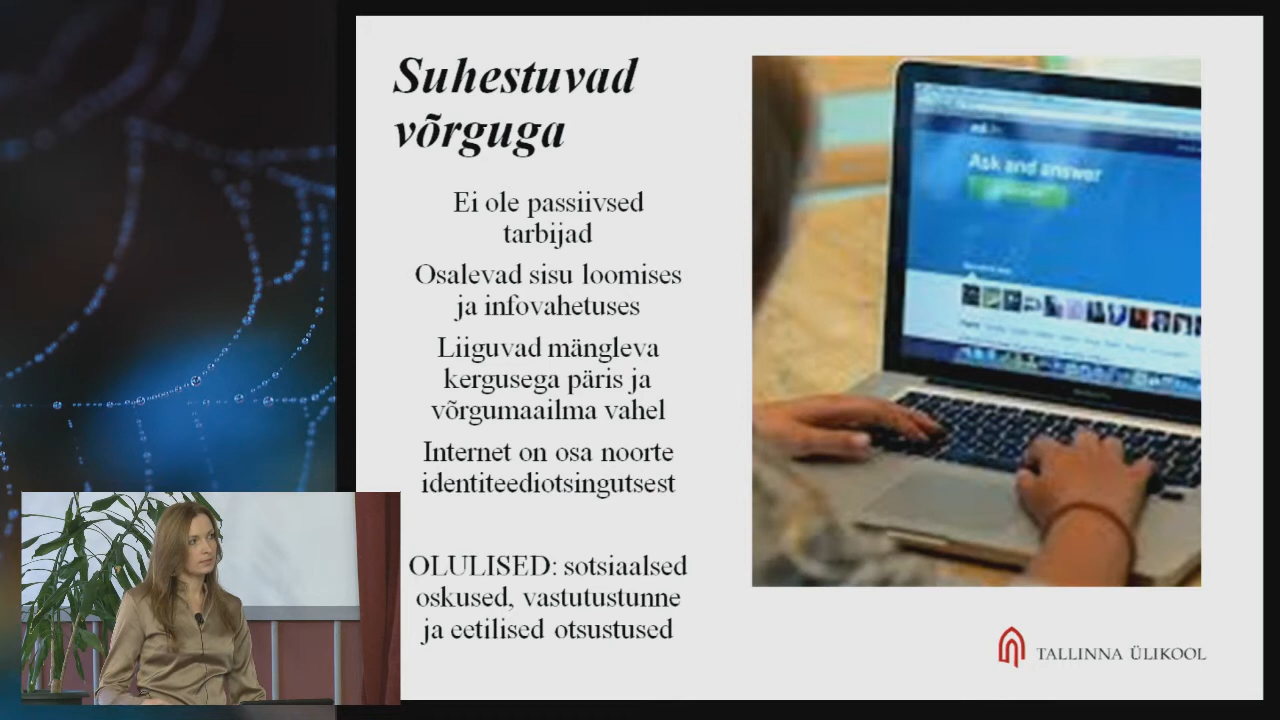 Suhestuvad
võrguga
Ei ole passiivsed
tarbijad
Osalevad sisu loomises
ja infovahetuses
Liiguvad mängleva
kergusega päris ja
võrgumaailma vahel
Internet on osa noorte
identiteediotsingutsest
OLULISED: sotsiaalsed
oskused, vastutustunne
ja eetilised otsustused
Ask and answer
TALLINNA ÜLIKOOL